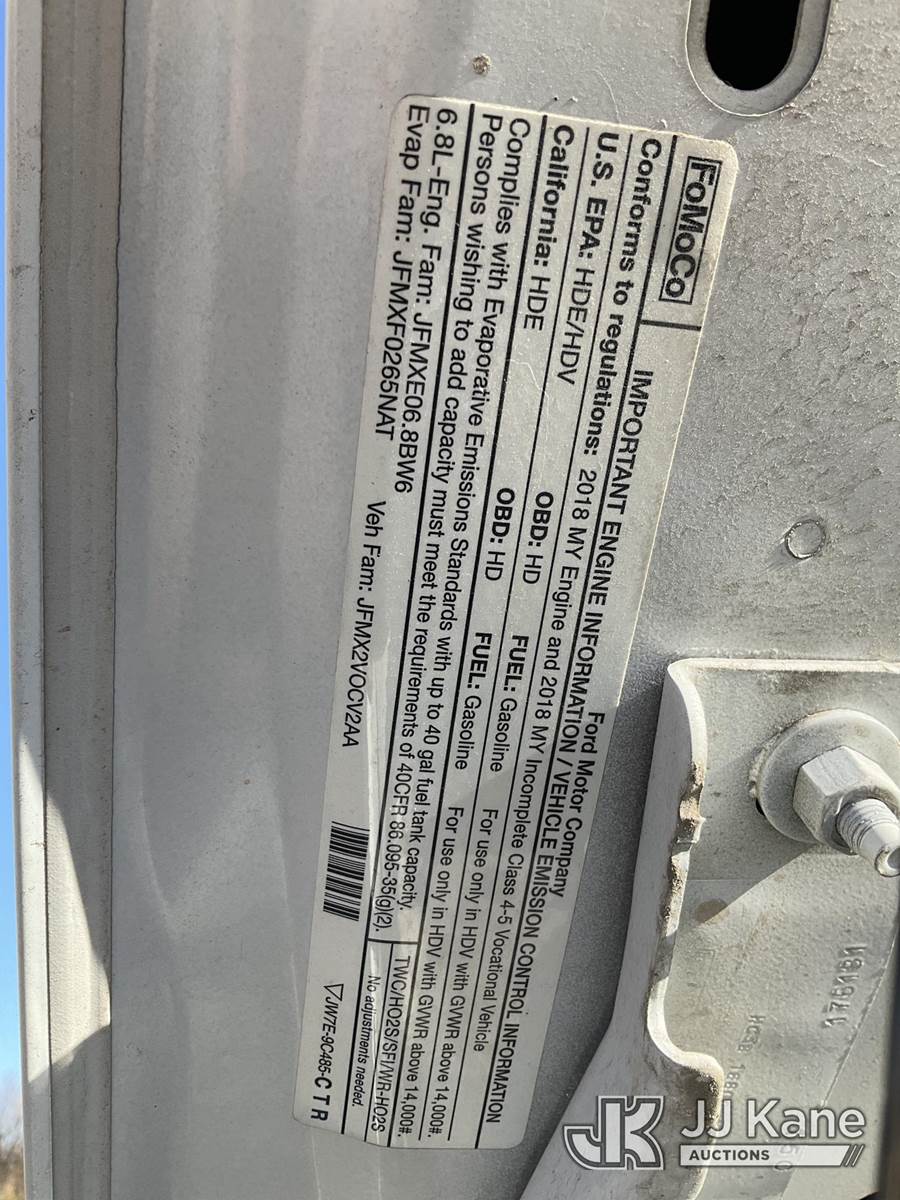 FoMoCo
Ford Motor Company
IMPORTANT ENGINE INFORMATION / VEHICLE EMISSION CONTROL INFORMATION
Conforms to regulations: 2018 MY Engine and 2018 MY Incomplete Class 4-5 Vocational Vehicle
U.S. EPA: HDE/HDV OBD: HD FUEL: Gasoline For use only in HDV with GVWR above 14,000#.
California: HDE OBD: HD FUEL: Gasoline For use only in HDV with GVWR above 14,000#.
Complies with Evaporative Emissions Standards with up to 40 gal fuel tank capacity.
Persons wishing to add capacity must meet the requirements of 40CFR 86.095-35(g)(2).
TWC/HO2S/SFI/WR-HO2S
No adjustments needed.
6.8L-Eng. Fam: JFMXE06.8BW6
Evap Fam: JFMXF0265NAT Veh Fam: JFMX2VOCV2AA
JW7E-9C485-C T R
JK JJ Kane
AUCTIONS